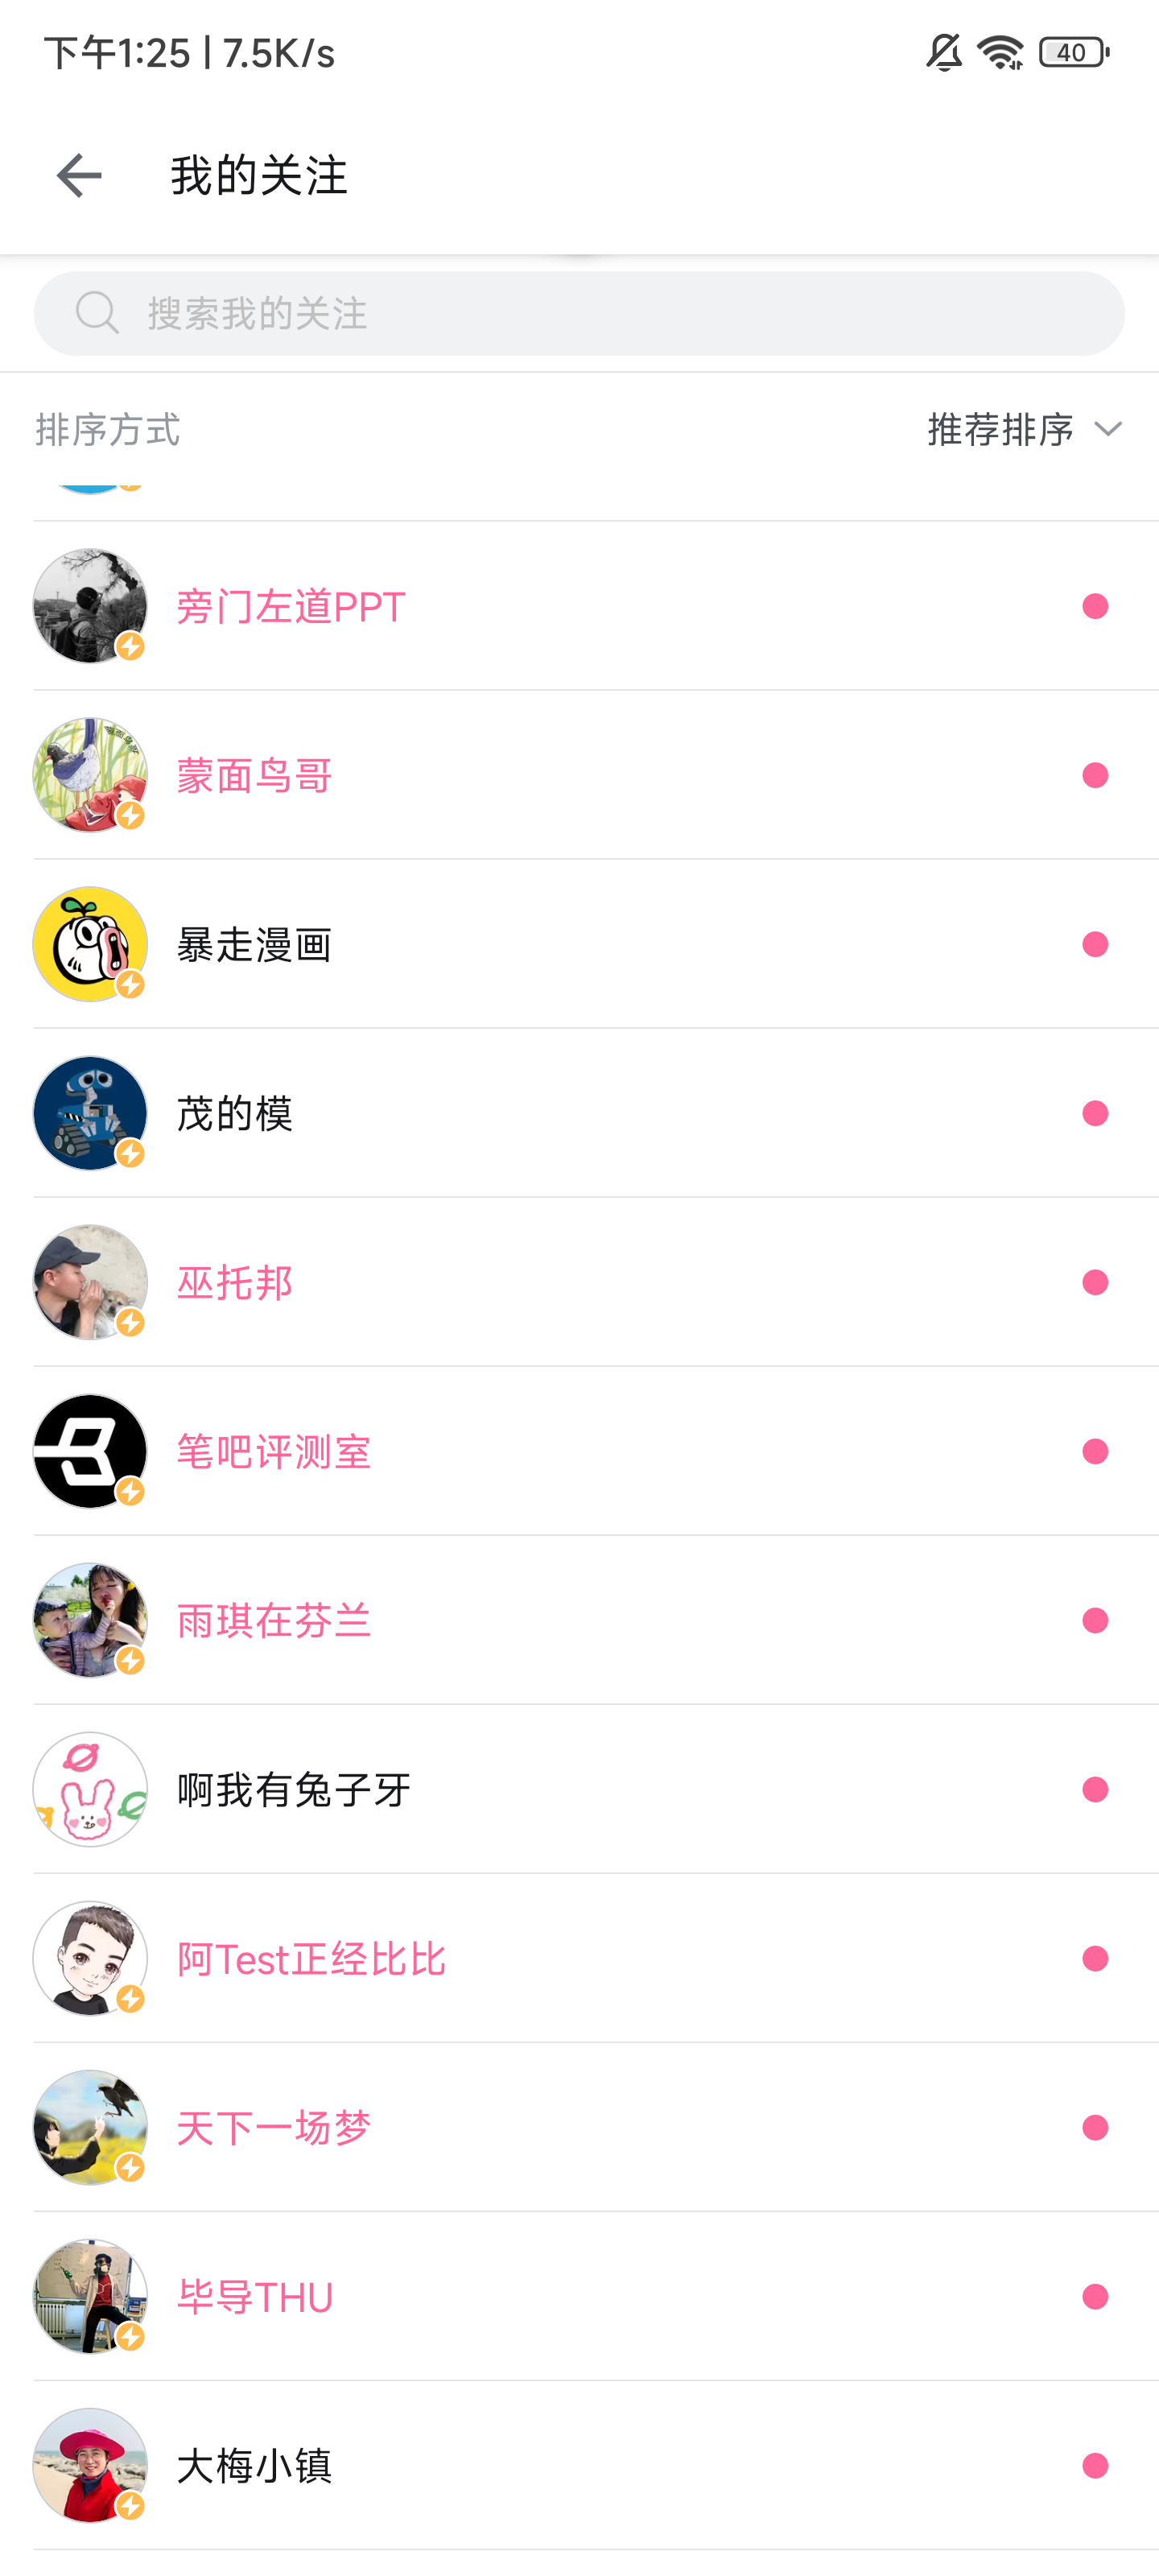 下午1:25 | 7.5K/s
40
我的关注
搜索我的关注
排序方式
推荐排序
旁门左道PPT
蒙面鸟哥
暴走漫画
茂的模
巫托邦
笔吧评测室
雨琪在芬兰
啊我有兔子牙
阿Test正经比比
天下一场梦
毕导THU
大梅小镇